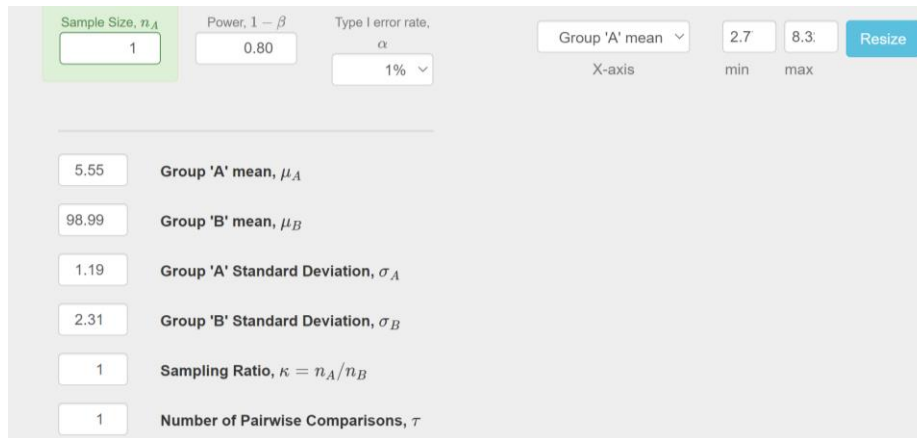 Sample Size, n_A
Power, 1 − β
Type I error rate, α
1
0.80
1%
Group 'A' mean
2.7
8.3
Resize
X-axis
min
max
5.55 Group 'A' mean, μ_A
98.99 Group 'B' mean, μ_B
1.19 Group 'A' Standard Deviation, σ_A
2.31 Group 'B' Standard Deviation, σ_B
1 Sampling Ratio, κ = n_A/n_B
1 Number of Pairwise Comparisons, τ